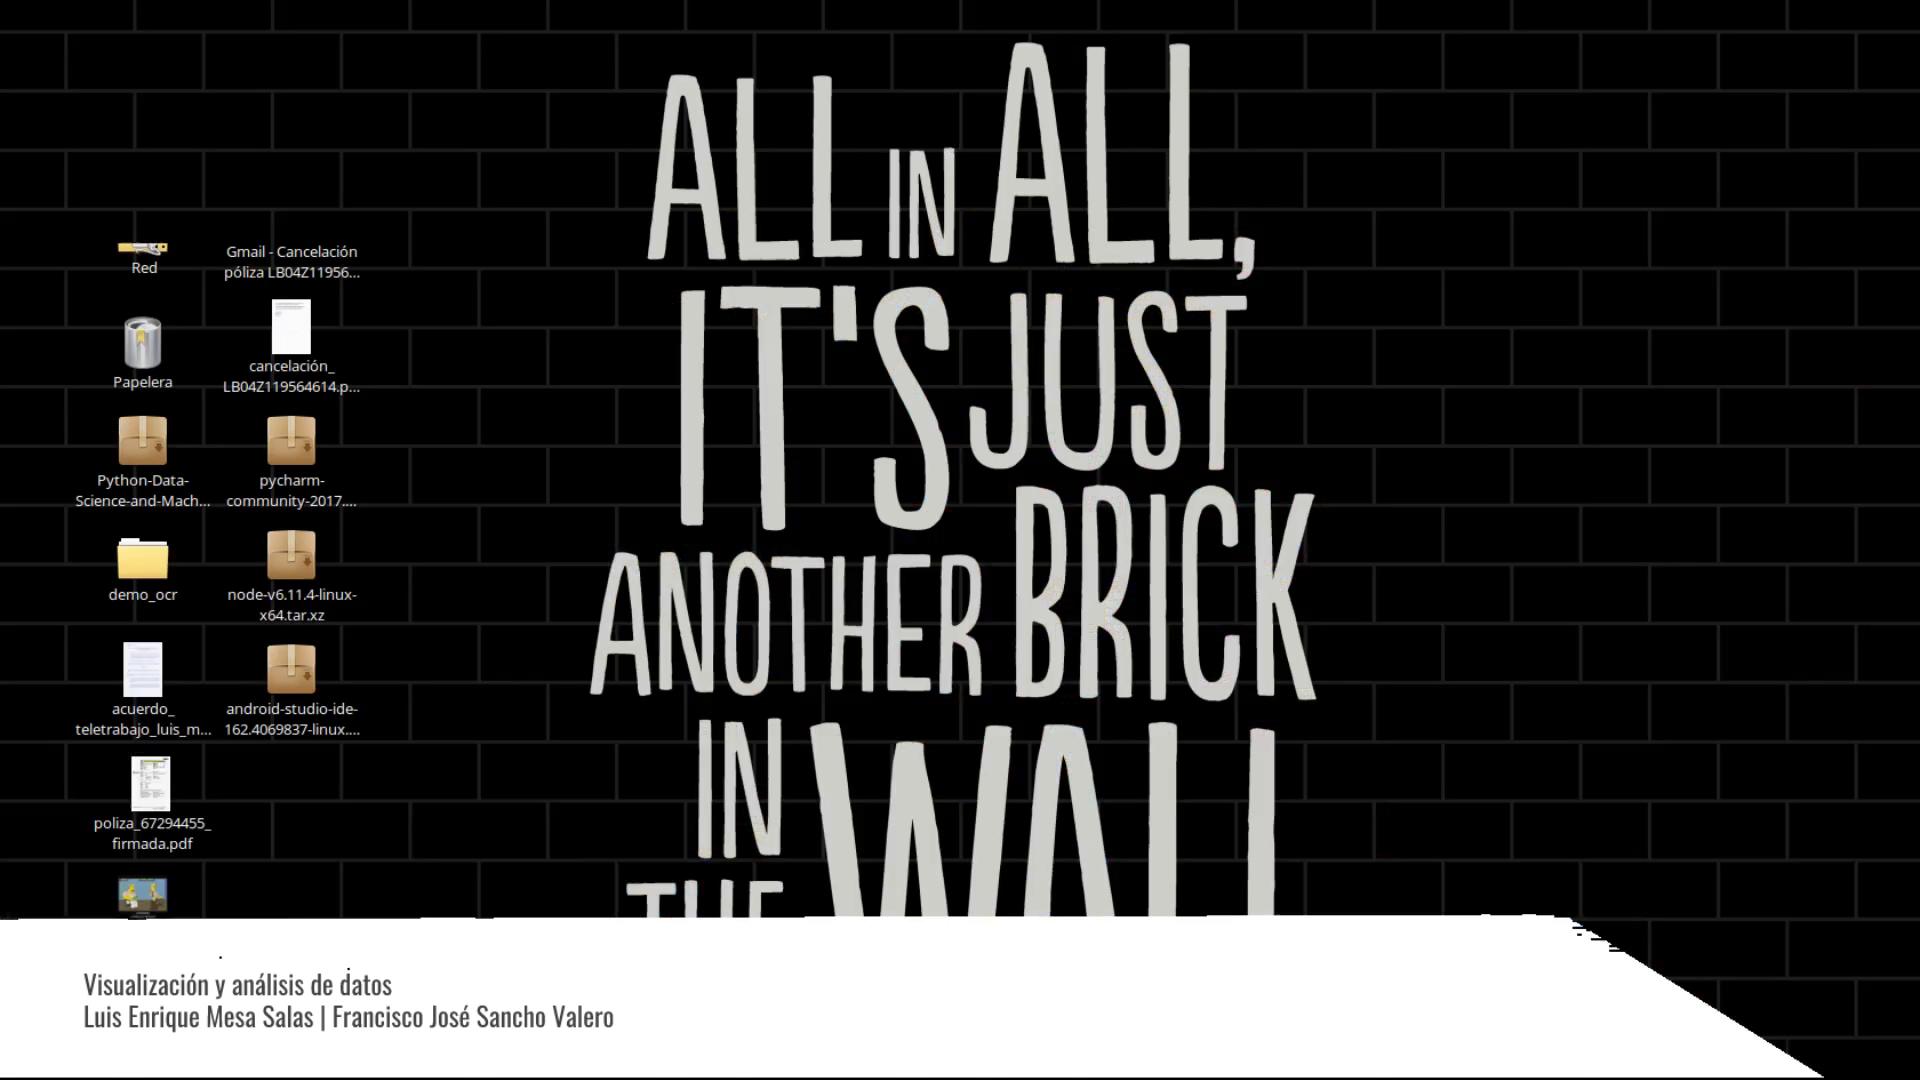 ALL IN ALL,
IT'S JUST
ANOTHER BRICK
IN
THE WALL
Red
Gmail - Cancelación
póliza LB04Z11956...
Papelera
cancelación_
LB04Z119564614.p...
Python-Data-
Science-and-Mach...
pycharm-
community-2017....
demo_ocr
node-v6.11.4-linux-
x64.tar.xz
acuerdo_
teletrabajo_luis_m...
android-studio-ide-
162.4069837-linux....
poliza_67294455_
firmada.pdf
Visualización y análisis de datos
Luis Enrique Mesa Salas | Francisco José Sancho Valero